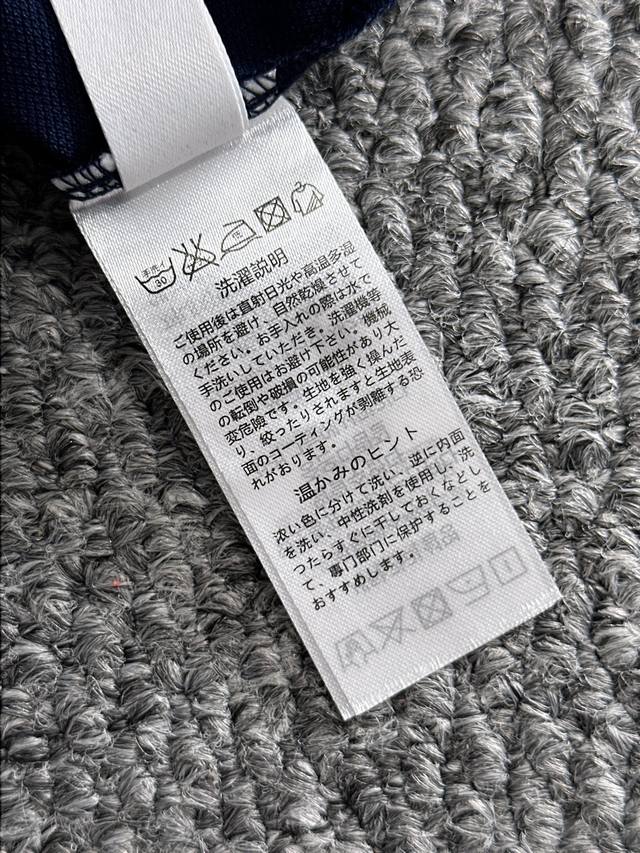 手洗イ
30
洗濯説明
ご使用後は直射日光や高温多湿
の場所を避け、自然乾燥させて
ください。お手入れの際は水で
手洗いしていただき。洗濯機等
のご使用はお避け下さい。機械
の転倒や破損の可能性があり大
変危険です。生地を強く揉んだ
り、絞ったりされますと生地表
面のコーティングが剥離する恐
れがおります。
温かみのヒント
浓い色に分けて洗い、逆に内面
を洗い、中性洗剤を使用し、洗
つたらすぐに干しておくなどし
て、専門部門に保護することを
おすすめします。